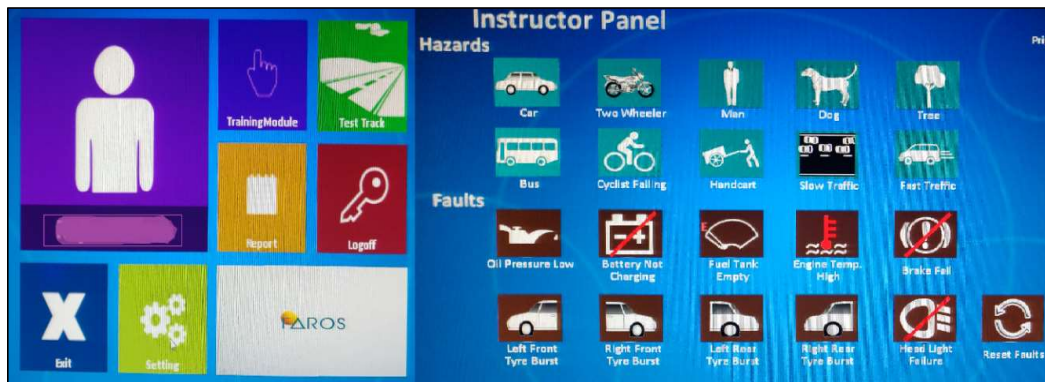 TrainingModule
Test Track
Report
Logoff
X
Exit
Setting
FAROS
Instructor Panel
Hazards
Pri
Car
Two Wheeler
Man
Dog
Tree
Bus
Cyclist Falling
Handcart
Slow Traffic
Fast Traffic
Faults
E
Oil Pressure Low
Battery Not
Charging
Fuel Tank
Empty
Engine Temp.
High
Brake Fail
Left Front
Tyre Burst
Right Front
Tyre Burst
Left Rear
Tyre Burst
Right Rear
Tyre Burst
Head Light
Failure
Reset Faults